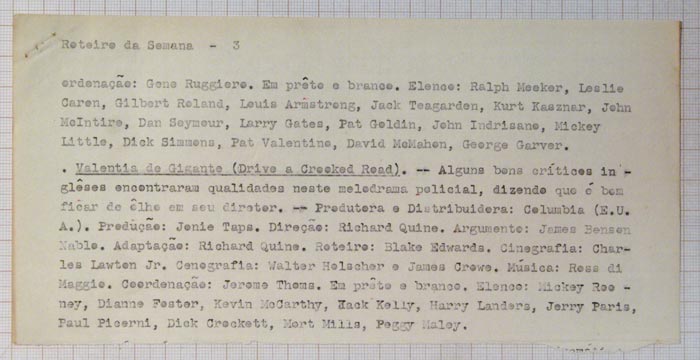 Roteiro da Semana - 3
ordenação: Gene Ruggiero. Em prêto e branco. Elenco: Ralph Meeker, Leslie
Caron, Gilbert Roland, Louis Armstrong, Jack Teagarden, Kurt Kasznar, John
McIntire, Dan Seymour, Larry Gates, Pat Goldin, John Indrisano, Mickey
Little, Dick Simmons, Pat Valentino, David McMahon, George Garver.
. Valentia de Gigante (Drive a Crooked Road). -- Alguns bons críticos in-
glêses encontraram qualidades neste melodrama policial, dizendo que é bom
ficar de ôlho em seu diretor. -- Produtora e Distribuidora: Columbia (E.U.
A.). Produção: Jonie Taps. Direção: Richard Quine. Argumento: James Benson
Nablo. Adaptação: Richard Quine. Roteiro: Blake Edwards. Cinegrafia: Char-
les Lawton Jr. Cenografia: Walter Holscher e James Crowe. Música: Ross di
Maggio. Coordenação: Jerome Thoms. Em prêto e branco. Elenco: Mickey Roo-
ney, Dianne Foster, Kevin McCarthy, Hack Kelly, Harry Landers, Jerry Paris,
Paul Picerni, Dick Crockett, Mort Mills, Peggy Maley.